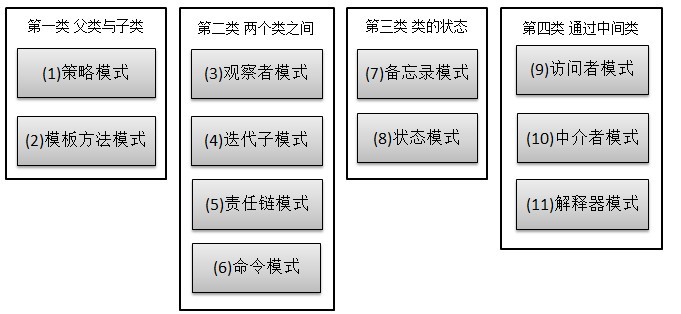 第一类 父类与子类
(1)策略模式
(2)模板方法模式
第二类 两个类之间
(3)观察者模式
(4)迭代子模式
(5)责任链模式
(6)命令模式
第三类 类的状态
(7)备忘录模式
(8)状态模式
第四类 通过中间类
(9)访问者模式
(10)中介者模式
(11)解释器模式